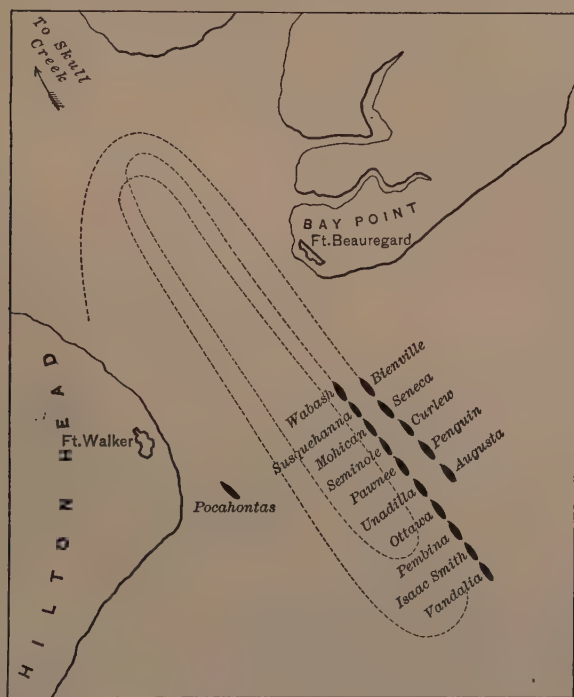 To Skull
Creek
BAY POINT
Ft.Beauregard
Bienville
Seneca
Curlew
Penguin
Augusta
Wabash
Susquehanna
Mohican
Seminole
Pawnee
Unadilla
Ottawa
Pembina
Isaac Smith
Vandalia
Ft.Walker
Pocahontas
HILTON HEAD